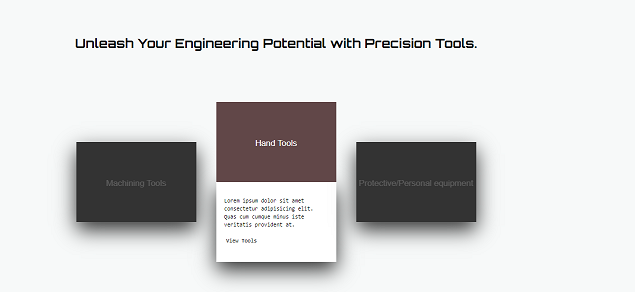 Unleash Your Engineering Potential with Precision Tools.
Hand Tools
Machining Tools
Protective/Personal equipment
Lorem ipsum dolor sit amet
consectetur adipisicing elit.
Quas cum cumque minus iste
veritatis provident at.
View Tools